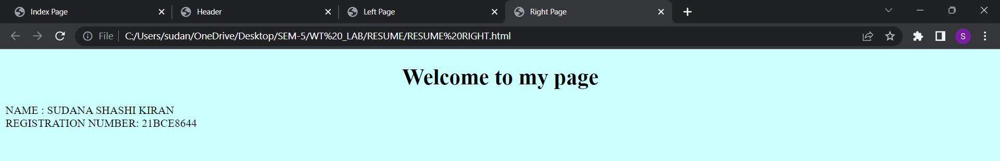 Index Page
Header
Left Page
Right Page
File
C:/Users/sudan/OneDrive/Desktop/SEM-5/WT%20_LAB/RESUME/RESUME%20RIGHT.html
S
Welcome to my page
NAME : SUDANA SHASHI KIRAN
REGISTRATION NUMBER: 21BCE8644